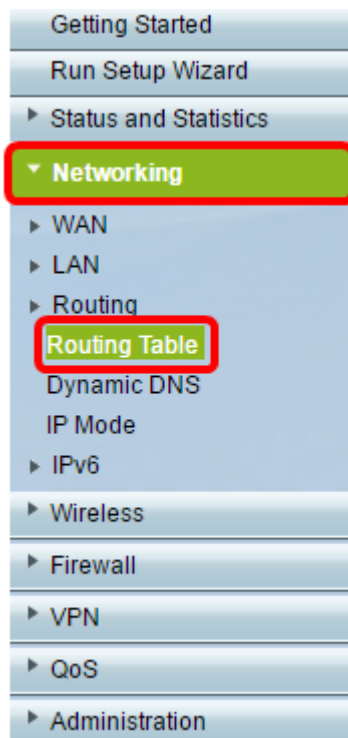 Getting Started
Run Setup Wizard
Status and Statistics
Networking
WAN
LAN
Routing
Routing Table
Dynamic DNS
IP Mode
IPv6
Wireless
Firewall
VPN
QoS
Administration